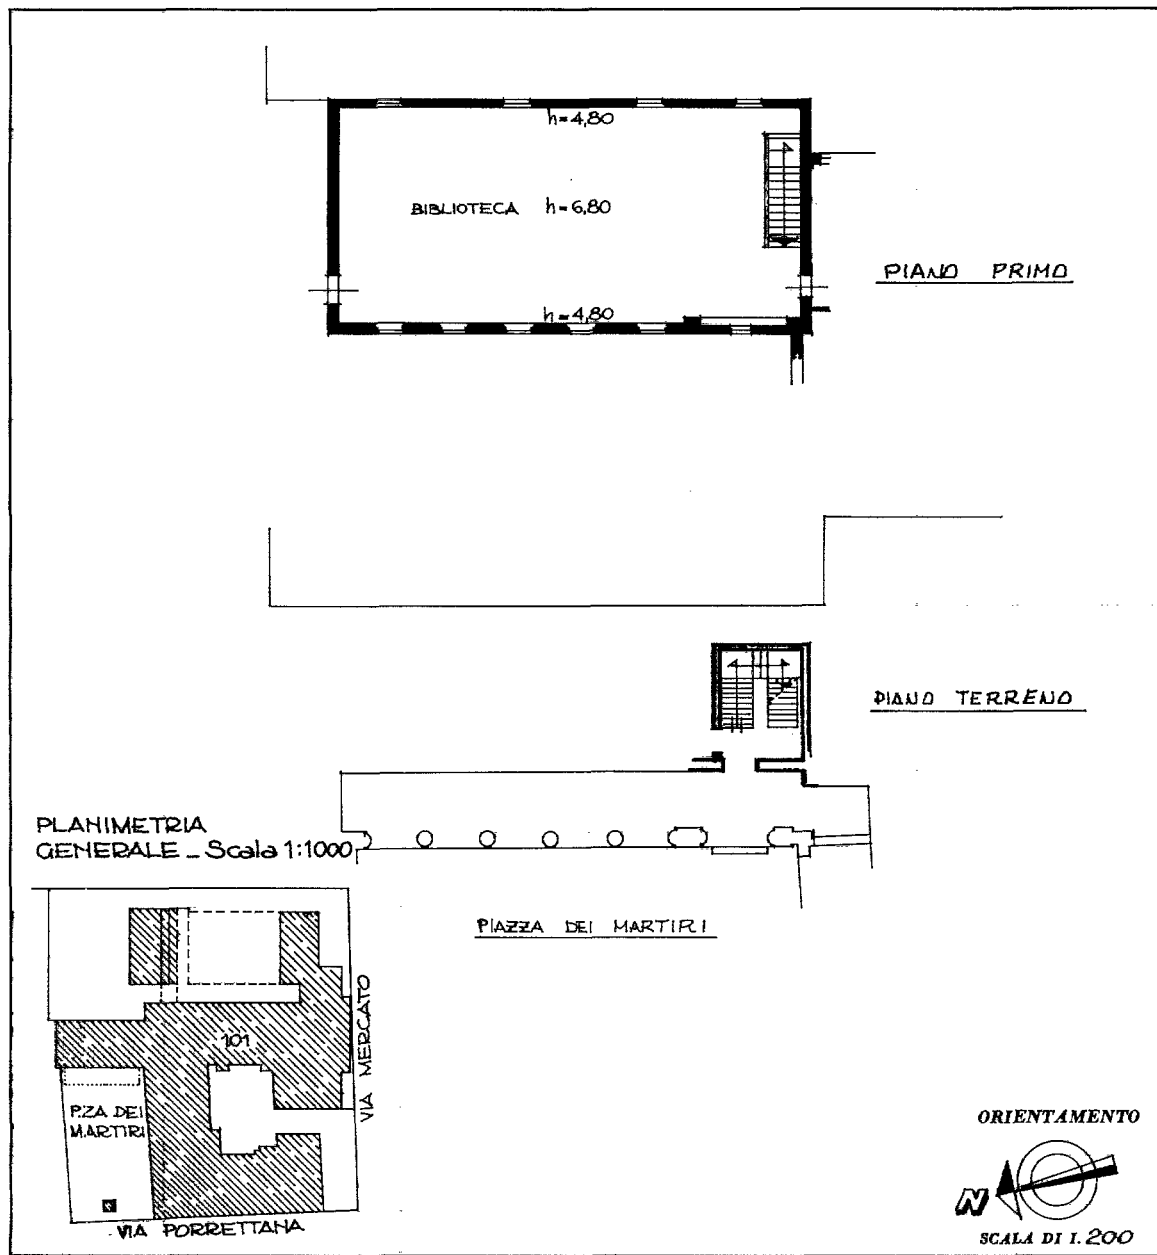 h=4,80
BIBLIOTECA h=6,80
PIANO PRIMO
h=4,80
PIANO TERRENO
PLANIMETRIA
GENERALE _ Scala 1:1000
PIAZZA DEI MARTIRI
101
VIA MERCATO
P.ZA DEI
MARTIRI
VIA PORRETTANA
ORIENTAMENTO
N
SCALA DI 1.200